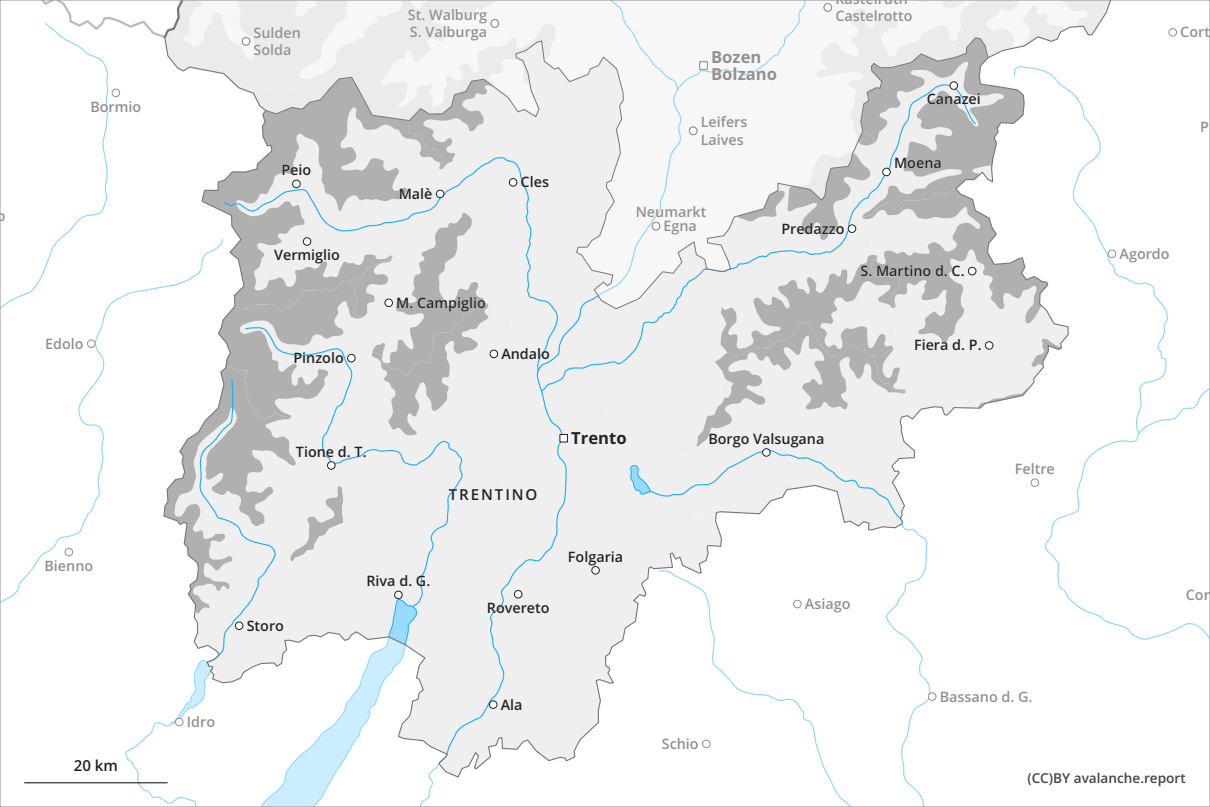 Kastelruth
Castelrotto
St. Walburg
S. Valburga
Sulden
Solda
Cort
Bozen
Bolzano
Bormio
Canazei
Leifers
Laives
P
Moena
Peio
Malè
Cles
Neumarkt
Egna
Predazzo
Vermiglio
Agordo
S. Martino d. C.
M. Campiglio
Edolo
Pinzolo
Andalo
Fiera d. P.
Trento
Borgo Valsugana
Tione d. T.
Feltre
TRENTINO
Bienno
Folgaria
Riva d. G.
Cor
Rovereto
Asiago
Storo
Bassano d. G.
Ala
Idro
Schio
20 km
(CC)BY avalanche.report